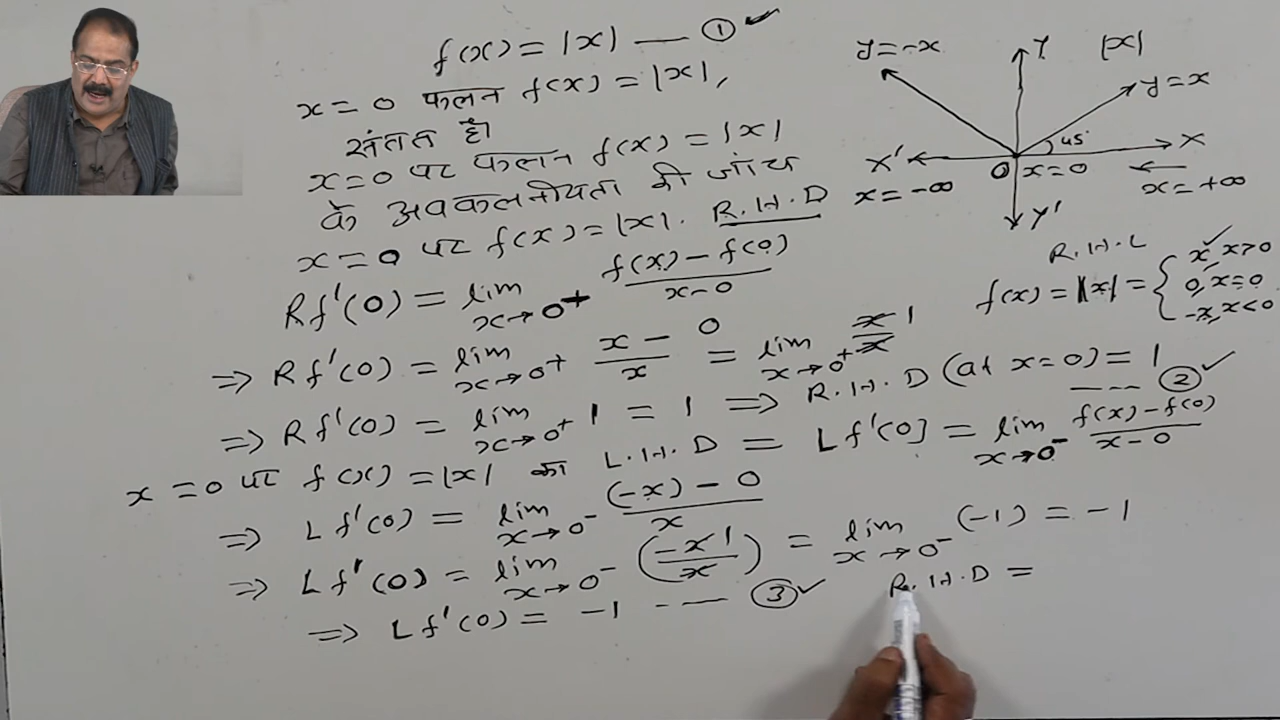 f(x) = |x| — ① ✓
x = 0 फलन f(x) = |x|,
संतत है।
x = 0 पर फलन f(x) = |x|
के अवकलनीयता की जांच
x = 0 पर f(x) = |x|. R.H.D
Rf'(0) = lim x→0+ f(x) - f(0) / x-0
⇒ Rf'(0) = lim x→0+ x - 0 / x = lim x→0+ x/x 1
⇒ Rf'(0) = lim x→0+ 1 = 1 ⇒ R.H.D (at x=0) = 1 ---- ② ✓
x = 0 पर f(x) = |x| का L.H.D = Lf'(0) = lim x→0- f(x) - f(0) / x-0
⇒ Lf'(0) = lim x→0- (-x) - 0 / x
⇒ Lf'(0) = lim x→0- (-x 1 / x) = lim x→0- (-1) = -1
⇒ Lf'(0) = -1 ---- ③ ✓
R.H.D =
y=-x Y |x|
y=x
45°
X' X
O x=0
x=-∞ x=+∞
Y'
R.H.L
f(x) = |x| = { x, x>0 ✓
0, x=0
-x, x<0